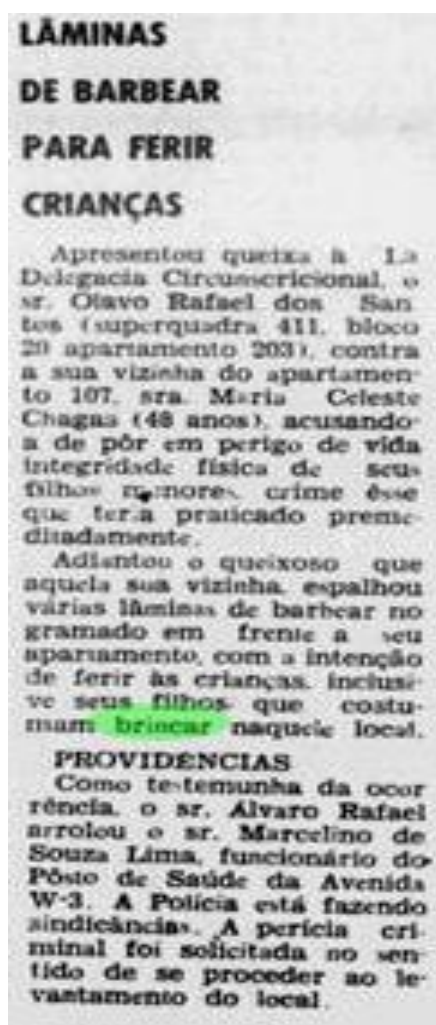 LÂMINAS
DE BARBEAR
PARA FERIR
CRIANÇAS
Apresentou queixa à 1.a
Delegacia Circunscricional, o
sr. Olavo Rafael dos San
tos (superquadra 411, bloco
20 apartamento 203), contra
a sua vizinha do apartamen-
to 107, sra. Maria Celeste
Chagas (48 anos), acusando-
a de pôr em perigo de vida
integridade física de seus
filhos menores, crime êsse
que teria praticado preme-
ditadamente.
Adiantou o queixoso que
aquela sua vizinha, espalhou
várias lâminas de barbear no
gramado em frente a seu
apartamento, com a intenção
de ferir às crianças, inclusi-
ve seus filhos que costu-
mam brincar naquele local.
PROVIDENCIAS
Como testemunha da ocor
rência, o sr. Alvaro Rafael
arrolou o sr. Marcelino de
Souza Lima, funcionário do
Pôsto de Saúde da Avenida
W-3. A Polícia está fazendo
sindicâncias. A perícia cri-
minal foi solicitada no sen-
tido de se proceder ao le-
vantamento do local.